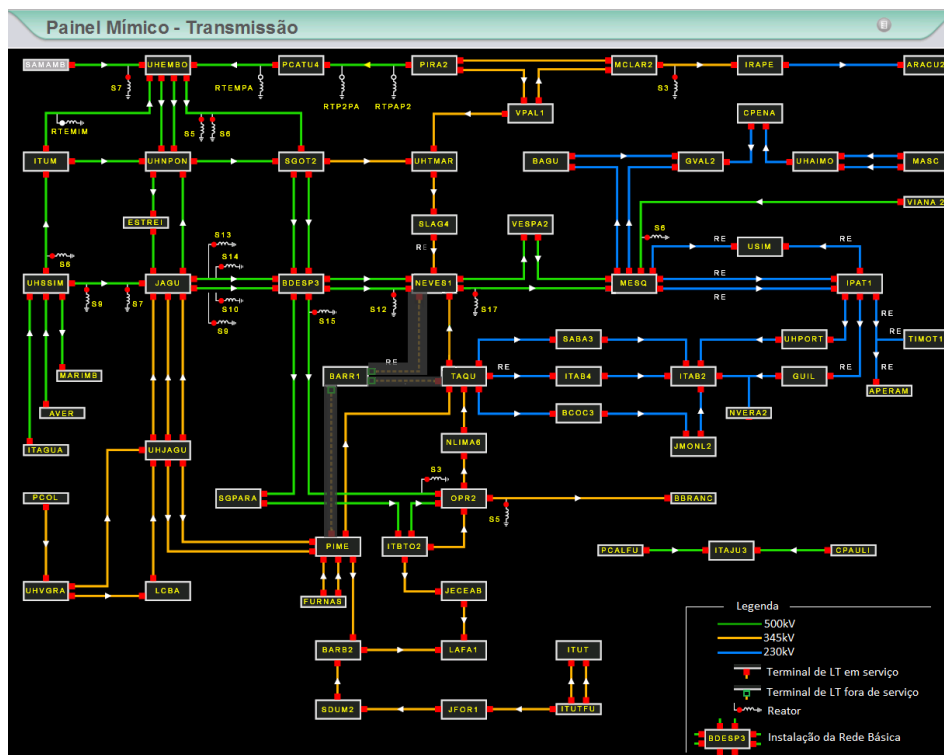 Painel Mímico - Transmissão
SAMAMB
UHEMBO
PCATU4
PIRA2
MCLAR2
IRAPE
ARACU2
S7
RTEMPA
RTP2PA
RTPAP2
S3
RTEMIM
S5
S6
VPAL1
CPENA
ITUM
UHNPON
SGOT2
UHTMAR
BAGU
GVAL2
UHAIMO
MASC
ESTREI
SLAG4
VESPA2
VIANA 2
S13
S14
RE
S6
RE
USIM
RE
S6
UHSSIM
JAGU
BDESP3
NEVES1
MESQ
RE
IPAT1
S9
S7
S10
S9
S15
S12
S17
RE
RE
MARIMB
BARR1
RE
TAQU
RE
SABA3
UHPORT
TIMOT1
ITAB4
ITAB2
GUIL
APERAM
AVER
BCOC3
NVERA2
ITAGUA
UHJAGU
NLIMA6
JMONL2
PCOL
SGPARA
S3
OPR2
S5
BBRANC
PIME
ITBTO2
PCALFU
ITAJU3
CPAULI
UHVGRA
LCBA
FURNAS
JECEAB
BARB2
LAFA1
ITUT
SDUM2
JFOR1
ITUTFU
Legenda
500kV
345kV
230kV
Terminal de LT em serviço
Terminal de LT fora de serviço
Reator
BDESP3
Instalação da Rede Básica